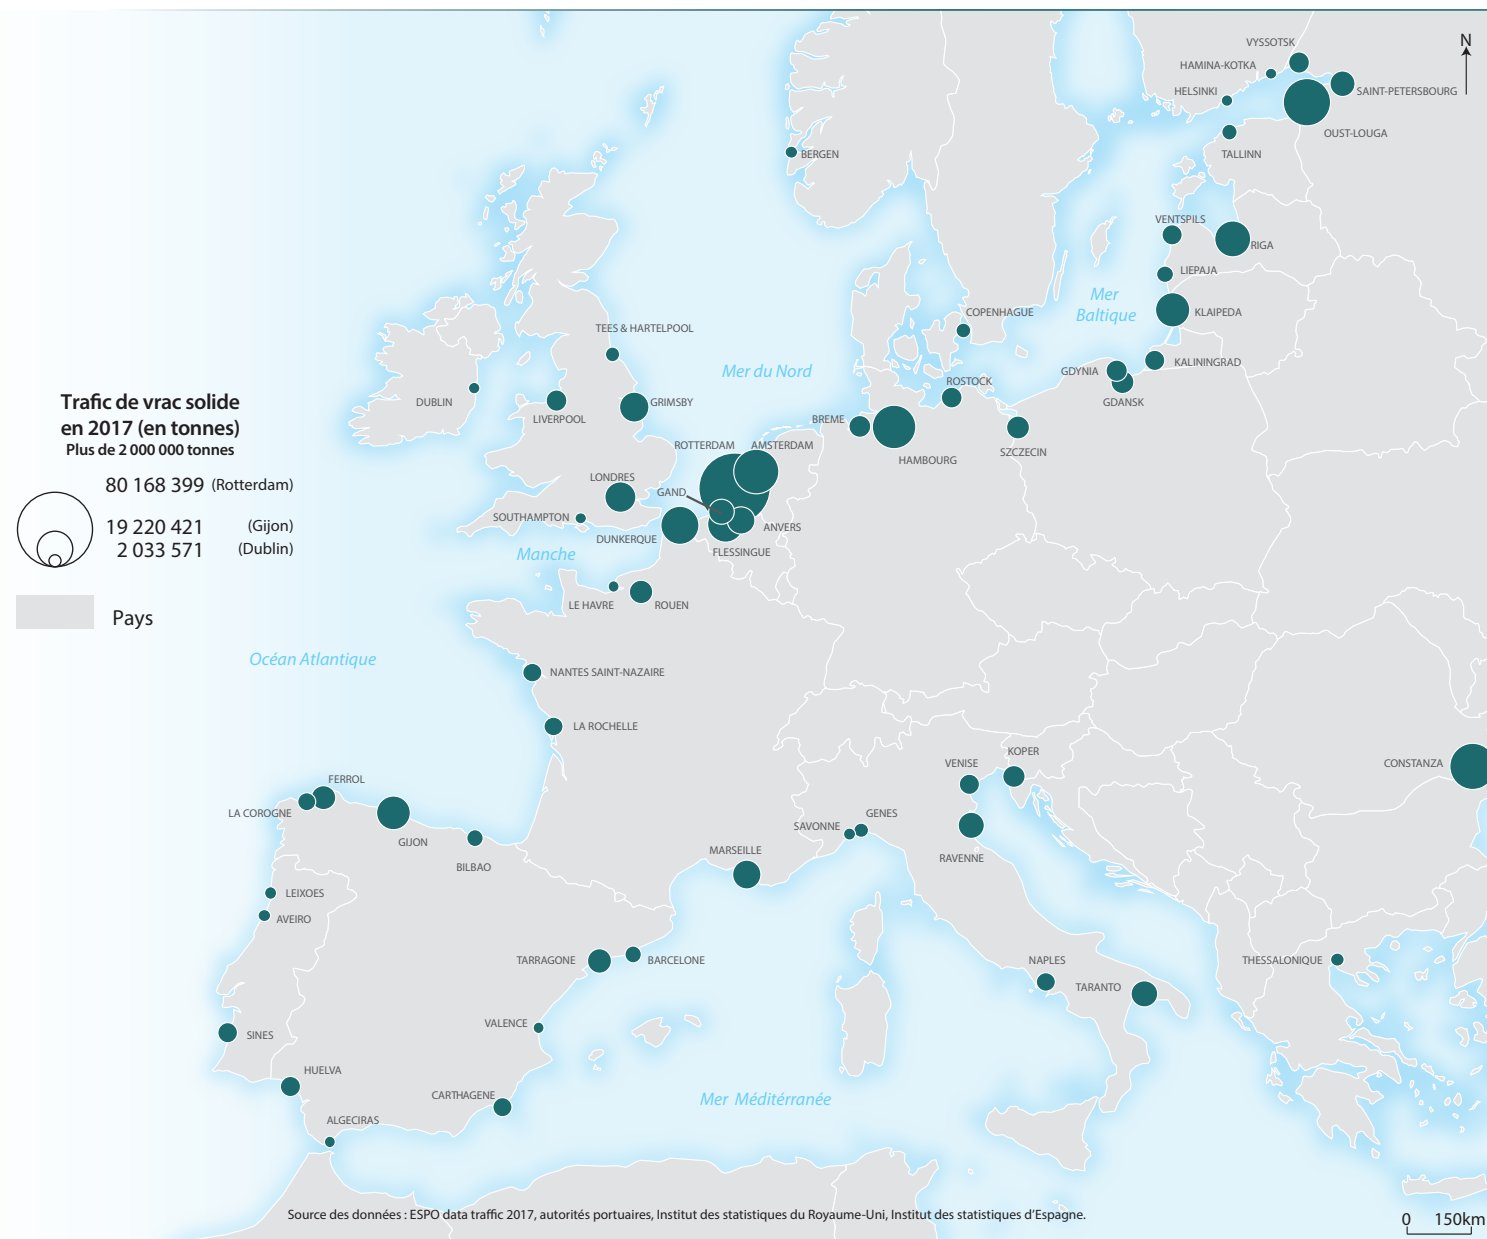 VYSSOTSK
N
HAMINA-KOTKA
HELSINKI
SAINT-PETERSBOURG
OUST-LOUGA
TALLINN
BERGEN
VENTSPILS
RIGA
LIEPAJA
Mer
Baltique
COPENHAGUE
KLAIPEDA
TEES & HARTELPOOL
Mer du Nord
KALININGRAD
GDYNIA
ROSTOCK
GDANSK
Trafic de vrac solide
en 2017 (en tonnes)
Plus de 2 000 000 tonnes
80 168 399 (Rotterdam)
19 220 421 (Gijon)
2 033 571 (Dublin)
Pays
DUBLIN
LIVERPOOL
GRIMSBY
BREME
HAMBOURG
SZCZECIN
ROTTERDAM
AMSTERDAM
LONDRES
GAND
SOUTHAMPTON
DUNKERQUE
ANVERS
FLESSINGUE
Manche
LE HAVRE
ROUEN
Océan Atlantique
NANTES SAINT-NAZAIRE
LA ROCHELLE
KOPER
VENISE
CONSTANZA
FERROL
LA COROGNE
GIJON
BILBAO
SAVONNE
GENES
MARSEILLE
RAVENNE
LEIXOES
AVEIRO
TARRAGONE
BARCELONE
NAPLES
TARANTO
THESSALONIQUE
VALENCE
SINES
HUELVA
CARTHAGENE
Mer Méditérranée
ALGECIRAS
Source des données : ESPO data traffic 2017, autorités portuaires, Institut des statistiques du Royaume-Uni, Institut des statistiques d'Espagne.
0 150km